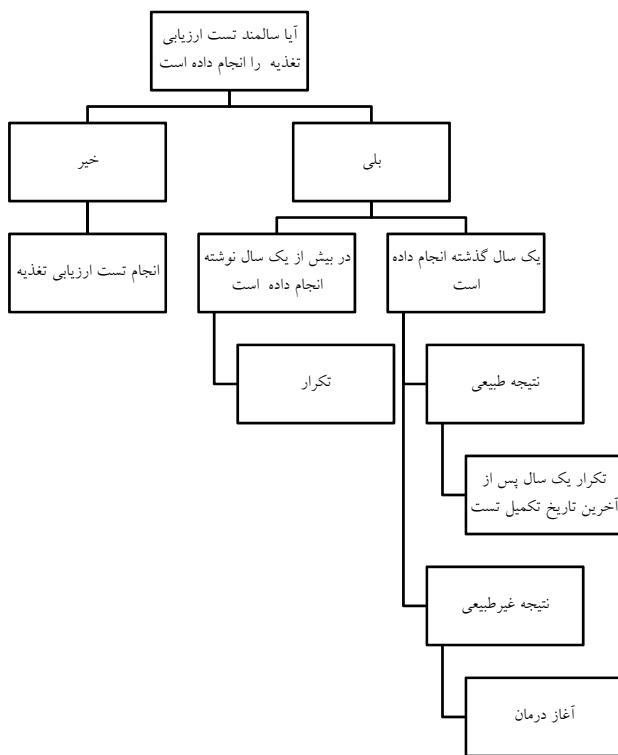 آیا سالمند تست ارزیابی
تغذیه را انجام داده است
بلی
خیر
یک سال گذشته انجام داده
است
در بیش از یک سال نوشته
انجام داده است
انجام تست ارزیابی تغذیه
نتیجه طبیعی
تکرار
تکرار یک سال پس از
آخرین تاریخ تکمیل تست
نتیجه غیرطبیعی
آغاز درمان